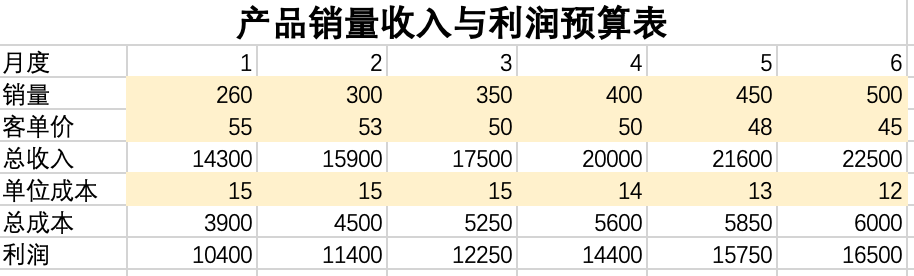 产品销量收入与利润预算表
月度 1 2 3 4 5 6
销量 260 300 350 400 450 500
客单价 55 53 50 50 48 45
总收入 14300 15900 17500 20000 21600 22500
单位成本 15 15 15 14 13 12
总成本 3900 4500 5250 5600 5850 6000
利润 10400 11400 12250 14400 15750 16500